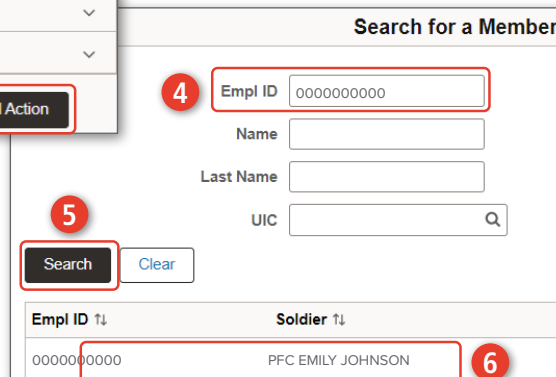 Search for a Member
Action
4 Empl ID 0000000000
Name
Last Name
UIC
5
Search Clear
Empl ID Soldier
0000000000 PFC EMILY JOHNSON 6